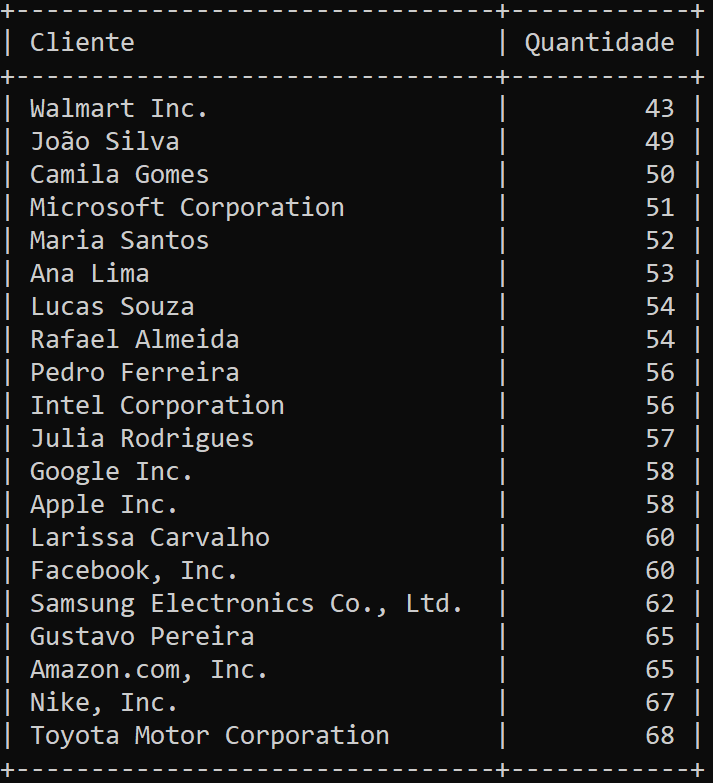 +--------------------------------+------------+
| Cliente                        | Quantidade |
+--------------------------------+------------+
| Walmart Inc.                   |         43 |
| João Silva                     |         49 |
| Camila Gomes                   |         50 |
| Microsoft Corporation          |         51 |
| Maria Santos                   |         52 |
| Ana Lima                       |         53 |
| Lucas Souza                    |         54 |
| Rafael Almeida                 |         54 |
| Pedro Ferreira                 |         56 |
| Intel Corporation              |         56 |
| Julia Rodrigues                |         57 |
| Google Inc.                    |         58 |
| Apple Inc.                     |         58 |
| Larissa Carvalho               |         60 |
| Facebook, Inc.                 |         60 |
| Samsung Electronics Co., Ltd.  |         62 |
| Gustavo Pereira                |         65 |
| Amazon.com, Inc.               |         65 |
| Nike, Inc.                     |         67 |
| Toyota Motor Corporation       |         68 |
+--------------------------------+------------+